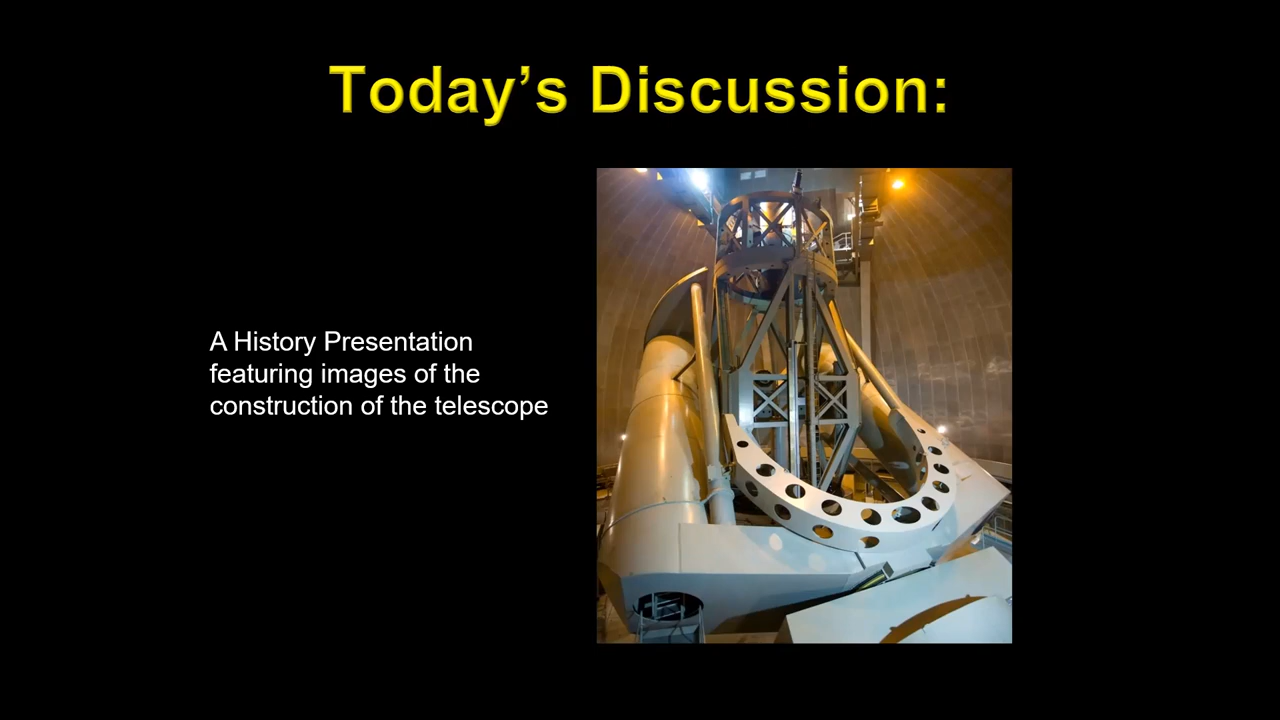 Today’s Discussion:
A History Presentation
featuring images of the
construction of the telescope